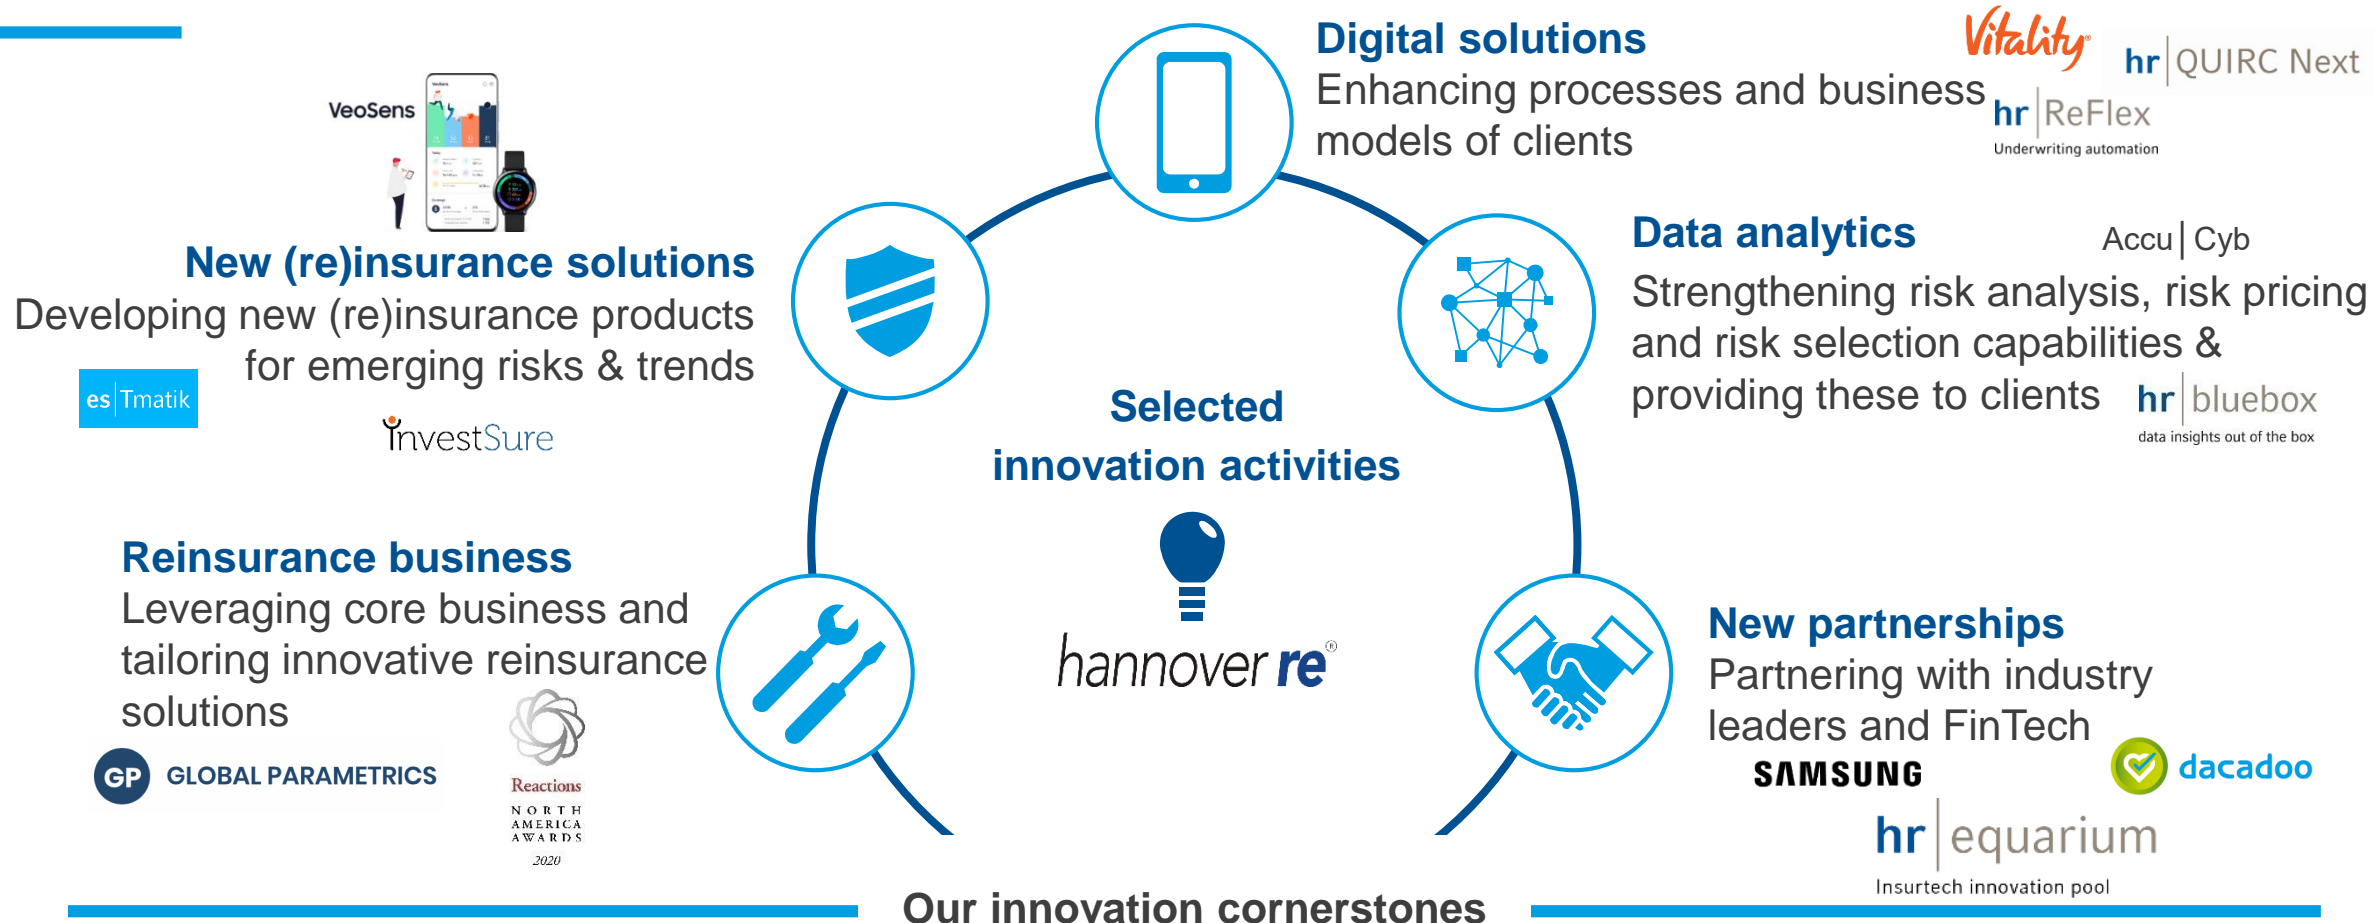 Digital solutions
Enhancing processes and business
models of clients
Vitality
hr QUIRC Next
hr ReFlex
Underwriting automation
VeoSens
New (re)insurance solutions
Developing new (re)insurance products
for emerging risks & trends
es Tmatik
investSure
Data analytics
Accu|Cyb
Strengthening risk analysis, risk pricing
and risk selection capabilities &
providing these to clients
hr bluebox
data insights out of the box
Selected
innovation activities
hannover re®
Reinsurance business
Leveraging core business and
tailoring innovative reinsurance
solutions
GP GLOBAL PARAMETRICS
Reactions
NORTH
AMERICA
AWARDS
2020
New partnerships
Partnering with industry
leaders and FinTech
SAMSUNG
dacadoo
hr equarium
Insurtech innovation pool
Our innovation cornerstones